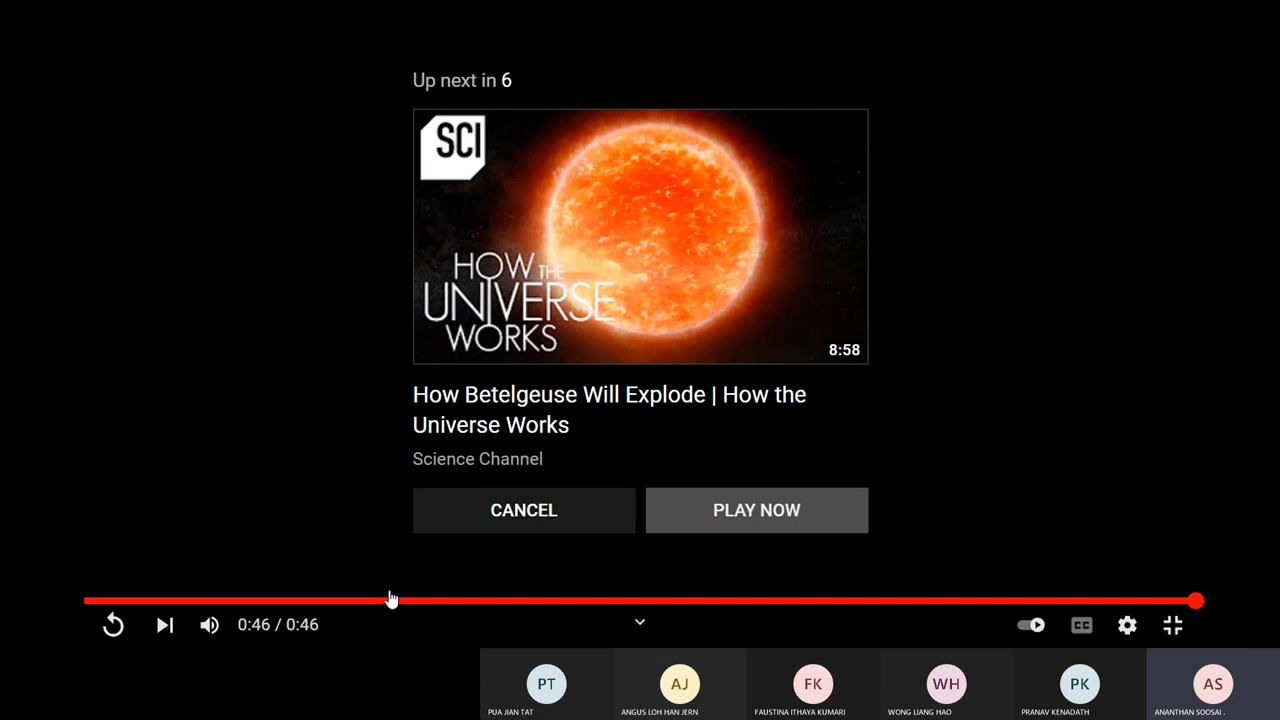 Up next in 6
SCI
HOW THE
UNIVERSE
WORKS
8:58
How Betelgeuse Will Explode | How the
Universe Works
Science Channel
CANCEL
PLAY NOW
0:46 / 0:46
CC
PT
AJ
FK
WH
PK
AS
PUA JIAN TAT
ANGUS LOH HAN JERN
FAUSTINA ITHAYA KUMARI
WONG LIANG HAO
PRANAV KENADATH
ANANTHAN SOOSAI .